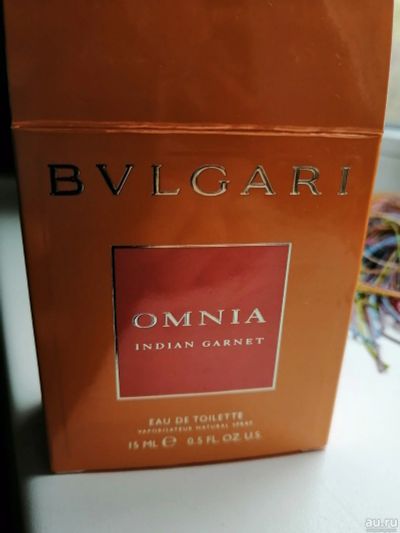 BVLGARI
OMNIA
INDIAN GARNET
EAU DE TOILETTE
VAPORISATEUR NATURAL SPRAY
15 ML ℮ 0.5 FL. OZ. U.S.
au.ru